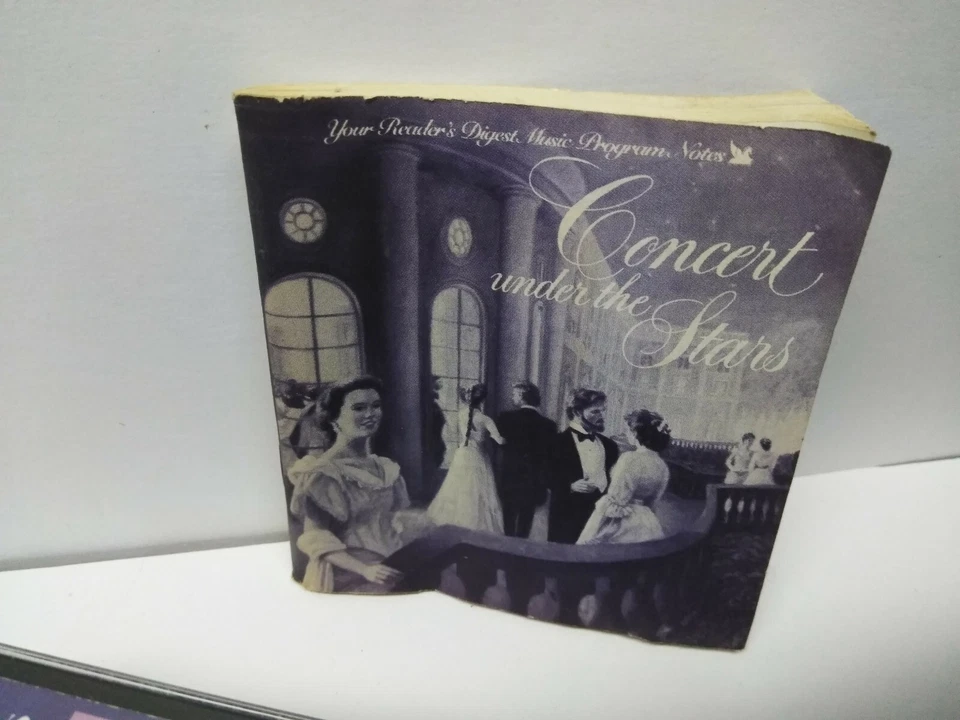 Your Reader's Digest Music Program Notes
Concert
under the
Stars